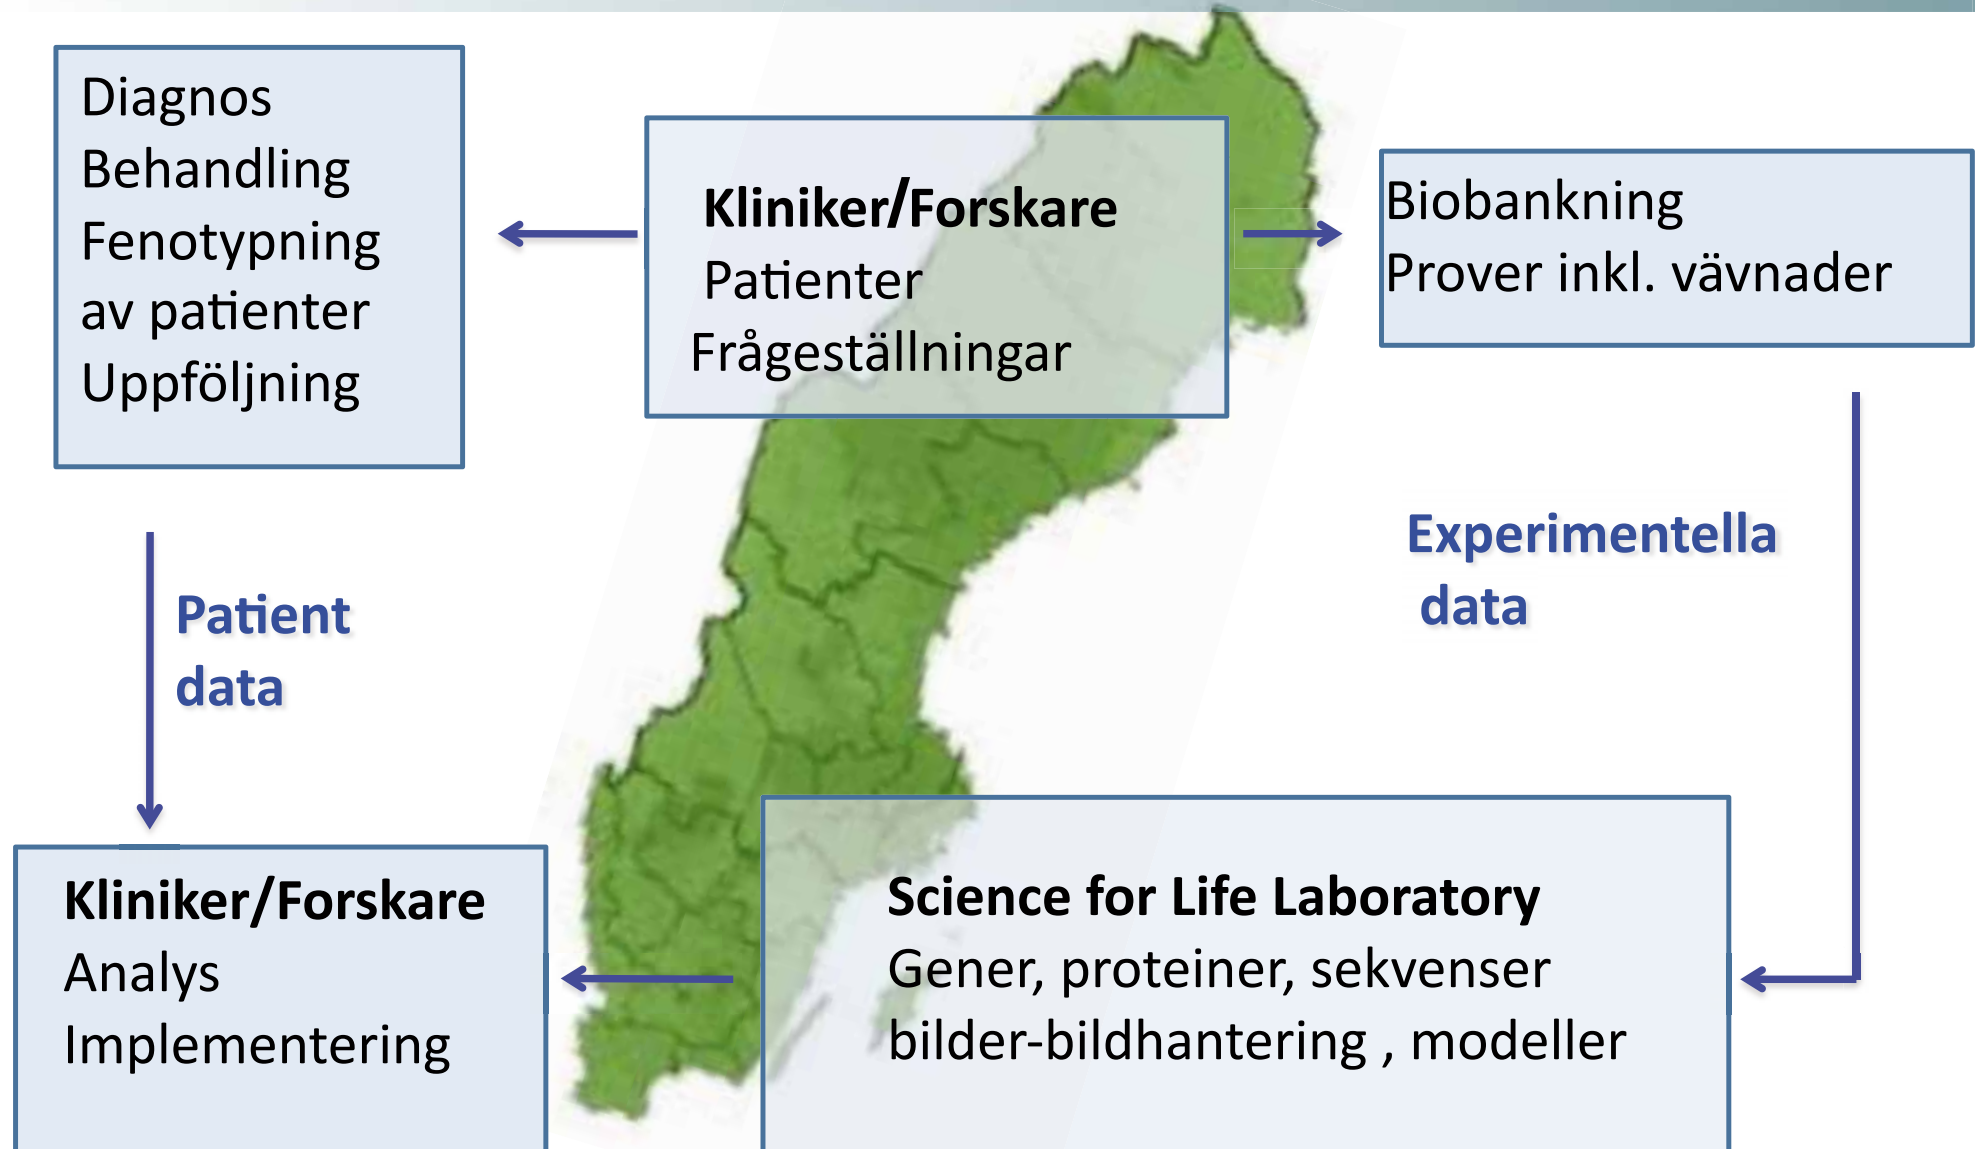 Diagnos
Behandling
Fenotypning
av patienter
Uppföljning
Kliniker/Forskare
Patienter
Frågeställningar
Biobankning
Prover inkl. vävnader
Patient
data
Experimentella
data
Kliniker/Forskare
Analys
Implementering
Science for Life Laboratory
Gener, proteiner, sekvenser
bilder-bildhantering , modeller